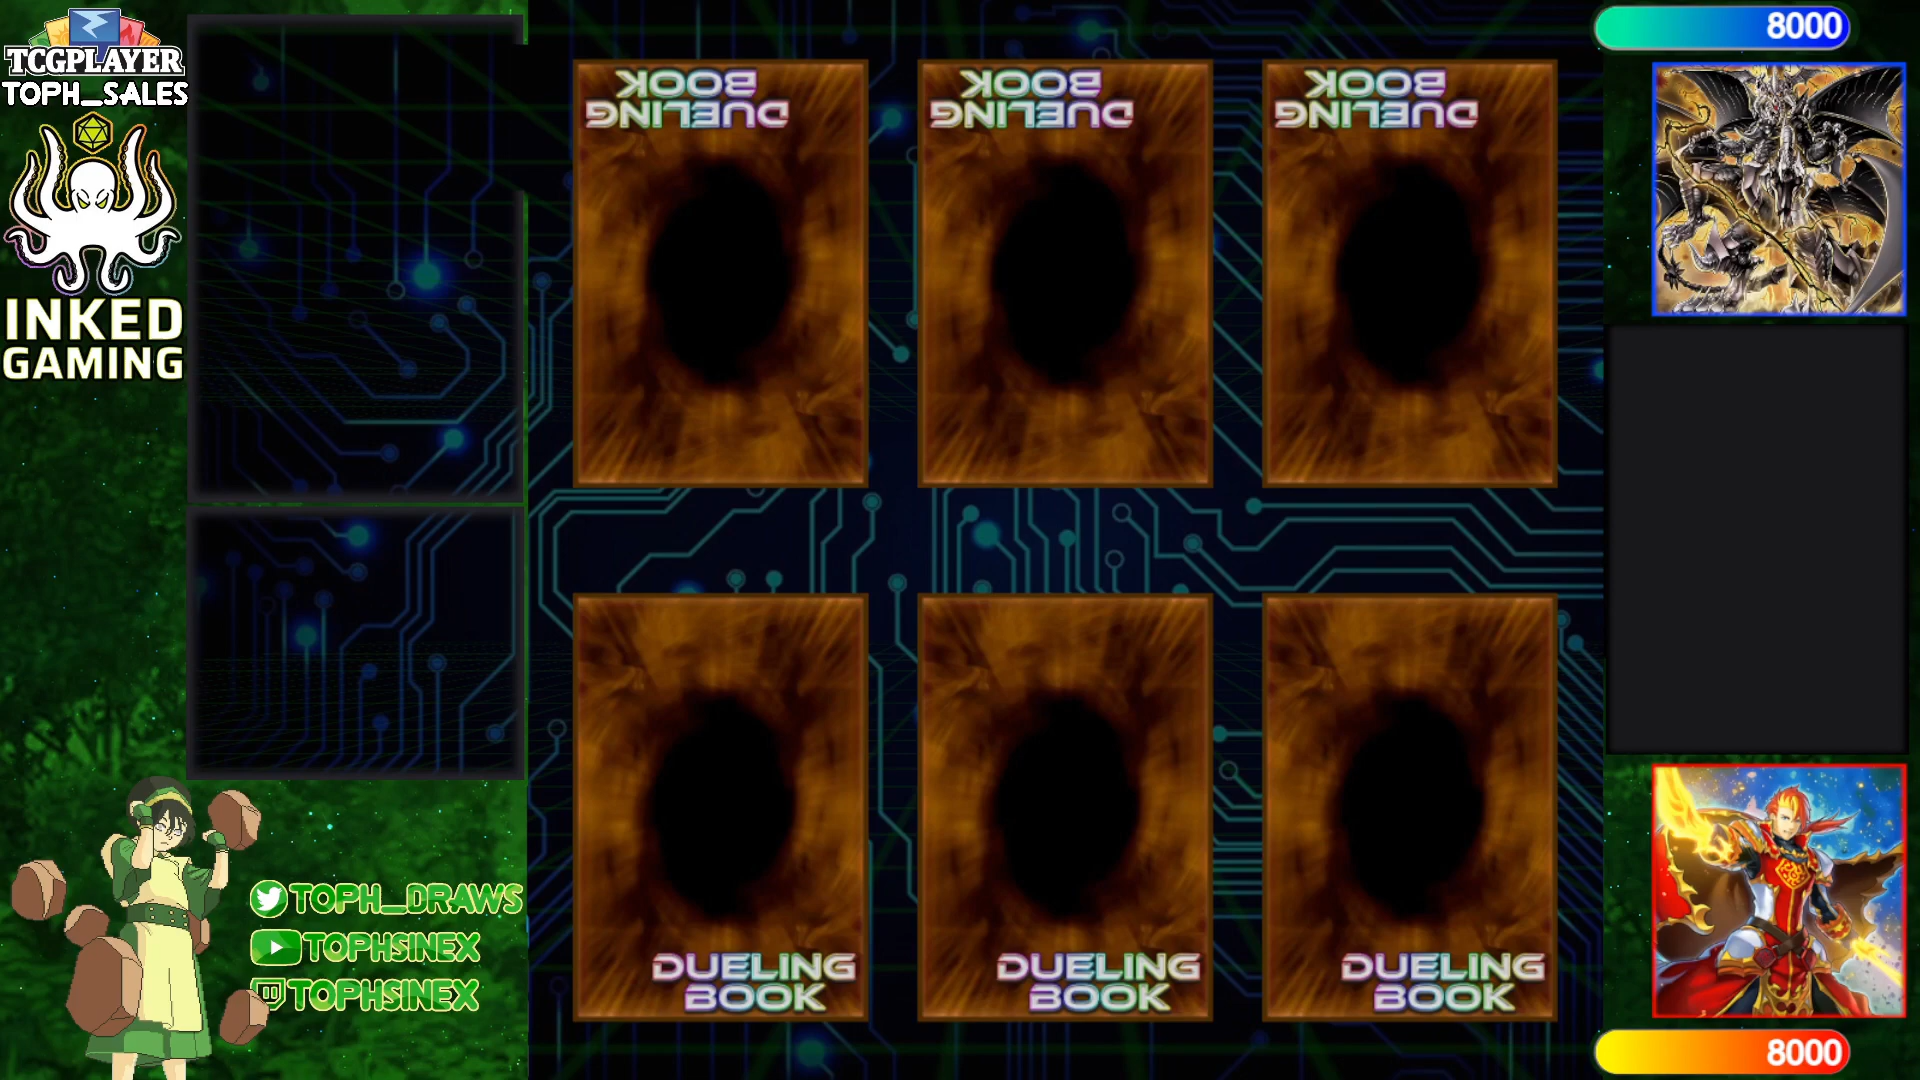 TCGPLAYER
TOPH_SALES
INKED
GAMING
TOPH_DRAWS
TOPHSINEX
TOPHSINEX
DUELING
BOOK
DUELING
BOOK
DUELING
BOOK
DUELING
BOOK
DUELING
BOOK
DUELING
BOOK
8000
8000